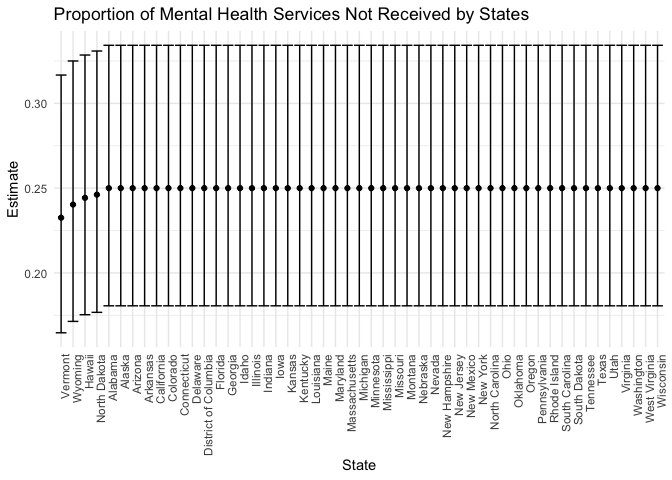 Proportion of Mental Health Services Not Received by States
Estimate
0.30
0.25
0.20
Vermont
Wyoming
Hawaii
North Dakota
Alabama
Alaska
Arizona
Arkansas
California
Colorado
Connecticut
Delaware
District of Columbia
Florida
Georgia
Idaho
Illinois
Indiana
Iowa
Kansas
Kentucky
Louisiana
Maine
Maryland
Massachusetts
Michigan
Minnesota
Mississippi
Missouri
Montana
Nebraska
Nevada
New Hampshire
New Jersey
New Mexico
New York
North Carolina
Ohio
Oklahoma
Oregon
Pennsylvania
Rhode Island
South Carolina
South Dakota
Tennessee
Texas
Utah
Virginia
Washington
West Virginia
Wisconsin
State